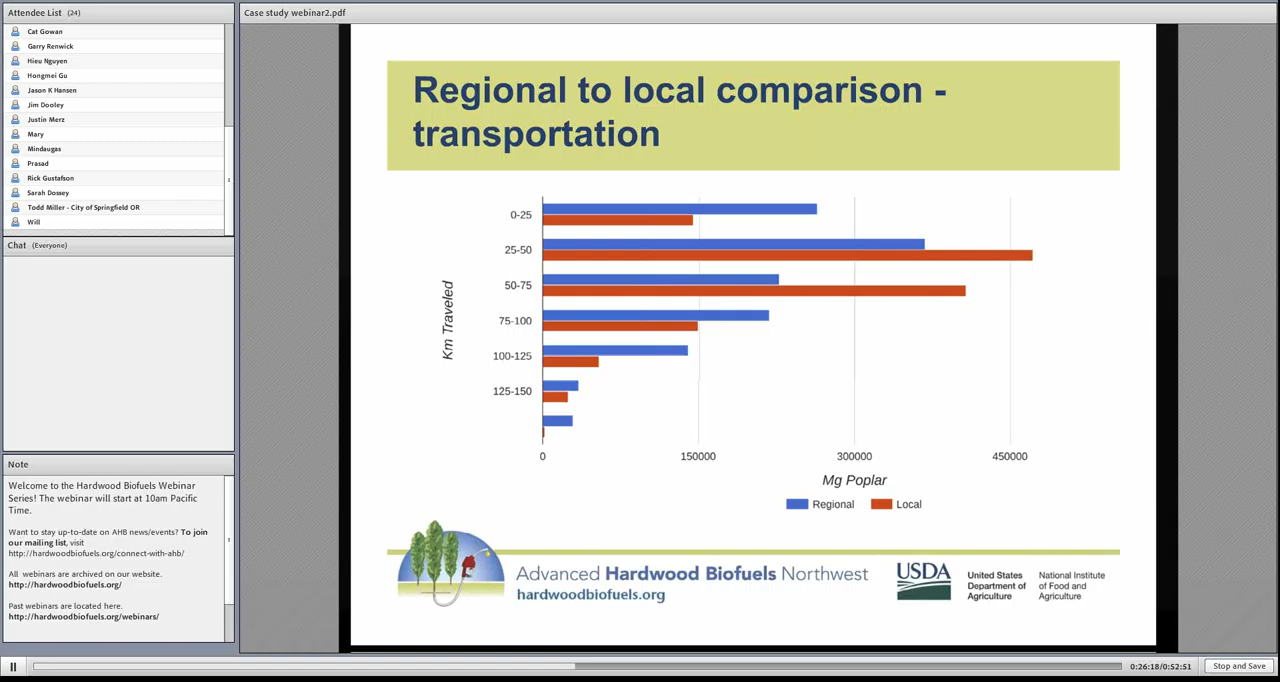 Attendee List (24)
Cat Gowan
Garry Renwick
Hieu Nguyen
Hongmei Gu
Jason K Hansen
Jim Dooley
Justin Merz
Mary
Mindaugas
Prasad
Rick Gustafson
Sarah Dossey
Todd Miller - City of Springfield OR
Will
Chat (Everyone)
Note
Welcome to the Hardwood Biofuels Webinar
Series! The webinar will start at 10am Pacific
Time.
Want to stay up-to-date on AHB news/events? To join
our mailing list, visit
http://hardwoodbiofuels.org/connect-with-ahb/
All webinars are archived on our website.
http://hardwoodbiofuels.org/
Past webinars are located here.
http://hardwoodbiofuels.org/webinars/
Case study webinar2.pdf
Regional to local comparison -
transportation
Km Traveled
0-25
25-50
50-75
75-100
100-125
125-150
0 150000 300000 450000
Mg Poplar
Regional Local
Advanced Hardwood Biofuels Northwest
hardwoodbiofuels.org
USDA
United States
Department of
Agriculture
National Institute
of Food and
Agriculture
0:26:18/0:52:51
Stop and Save